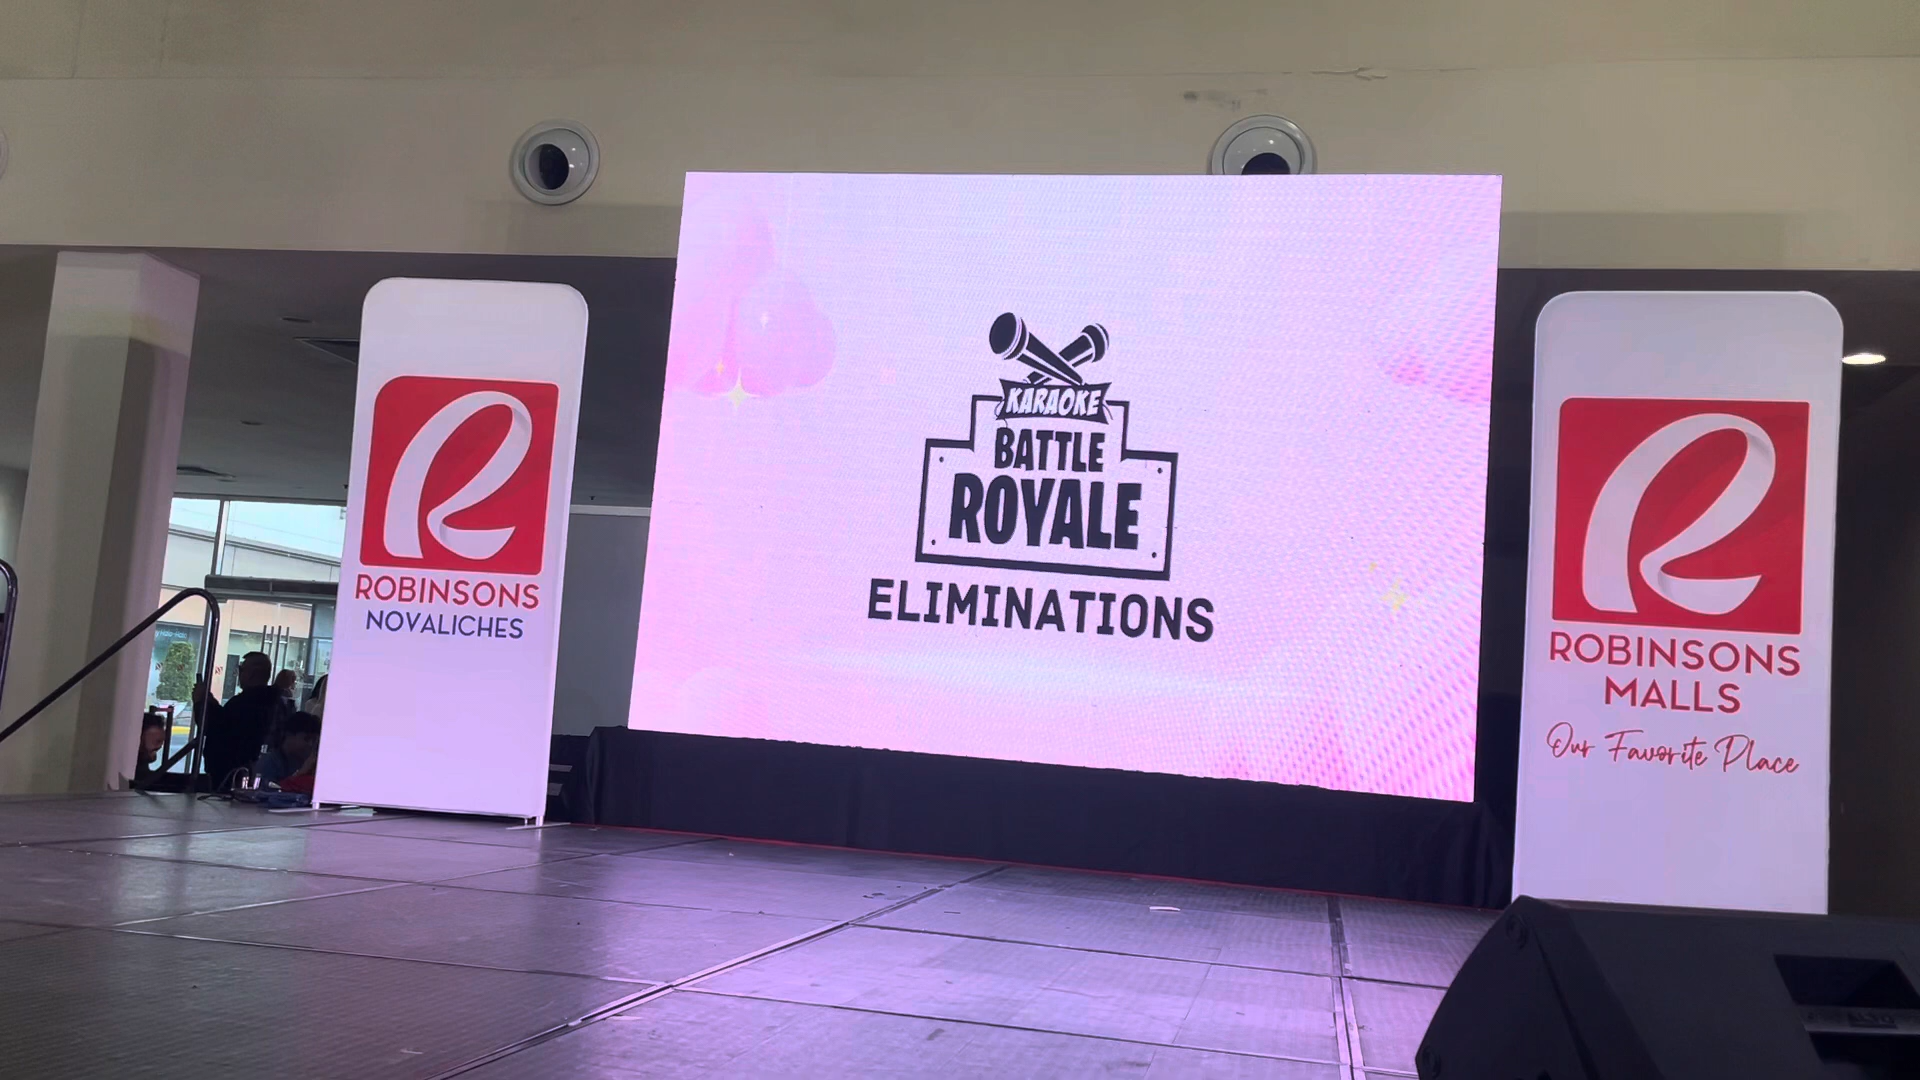 ROBINSONS
NOVALICHES
KARAOKE
BATTLE
ROYALE
ELIMINATIONS
ROBINSONS
MALLS
Our Favorite Place